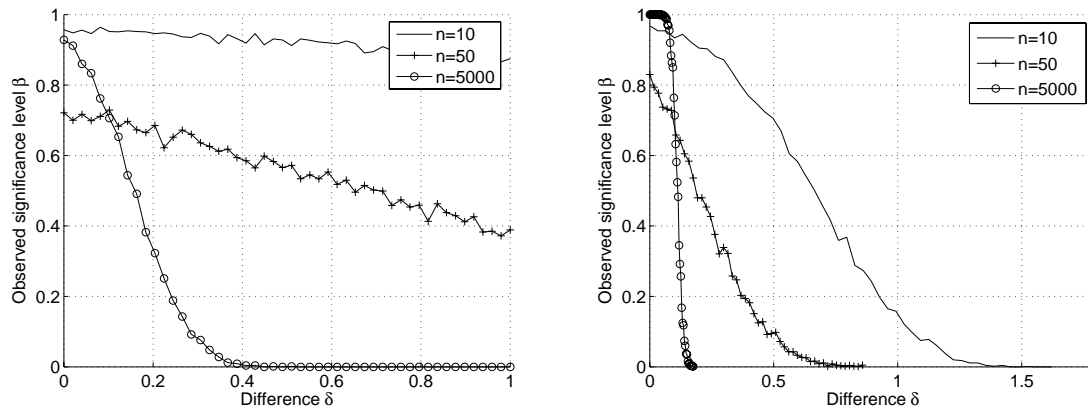 1
0.8
0.6
0.4
0.2
0
0 0.2 0.4 0.6 0.8 1
Observed significance level β
Difference δ
n=10
n=50
n=5000
1
0.8
0.6
0.4
0.2
0
0 0.5 1 1.5
Observed significance level β
Difference δ
n=10
n=50
n=5000